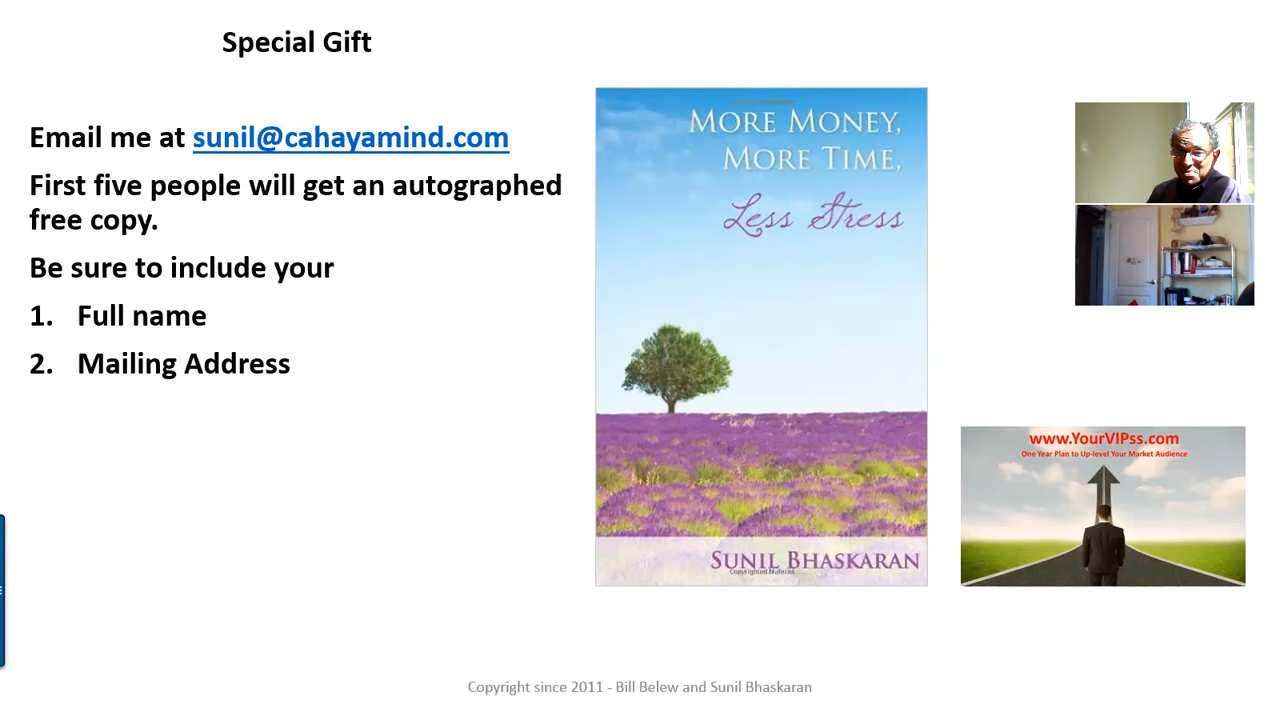 Special Gift
Email me at sunil@cahayamind.com
First five people will get an autographed
free copy.
Be sure to include your
1. Full name
2. Mailing Address
MORE MONEY,
MORE TIME,
Less Stress
SUNIL BHASKARAN
Copyrighted Material
www.YourVIPss.com
One Year Plan to Up-level Your Market Audience
Copyright since 2011 - Bill Belew and Sunil Bhaskaran